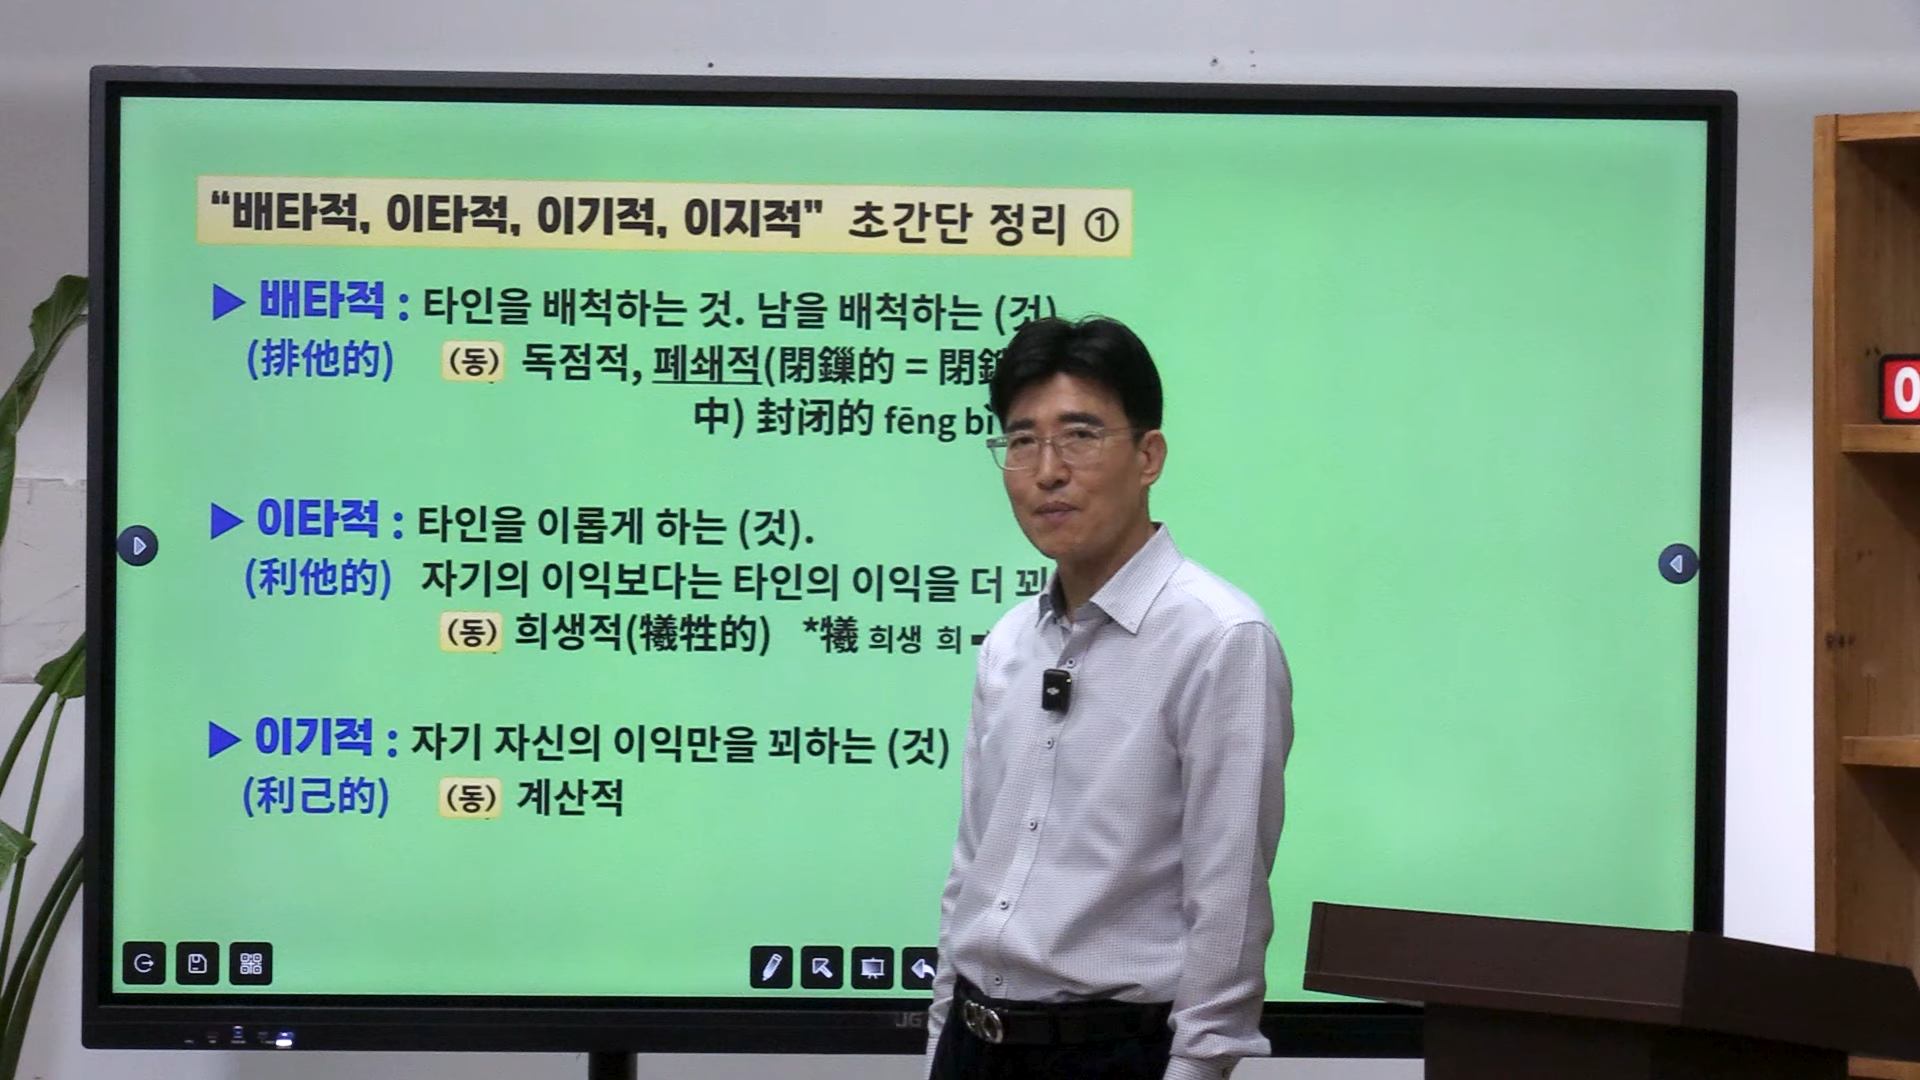 “배타적, 이타적, 이기적, 이지적” 초간단 정리 ①
▶ 배타적 : 타인을 배척하는 것. 남을 배척하는 (것)
(排他的) (동) 독점적, 폐쇄적(閉鏁的 = 閉
中) 封闭的 fēng bì
▶ 이타적 : 타인을 이롭게 하는 (것).
(利他的) 자기의 이익보다는 타인의 이익을 더 꾀
(동) 희생적(犧牲的) *犧 희생 희
▶ 이기적 : 자기 자신의 이익만을 꾀하는 (것)
(利己的) (동) 계산적
0